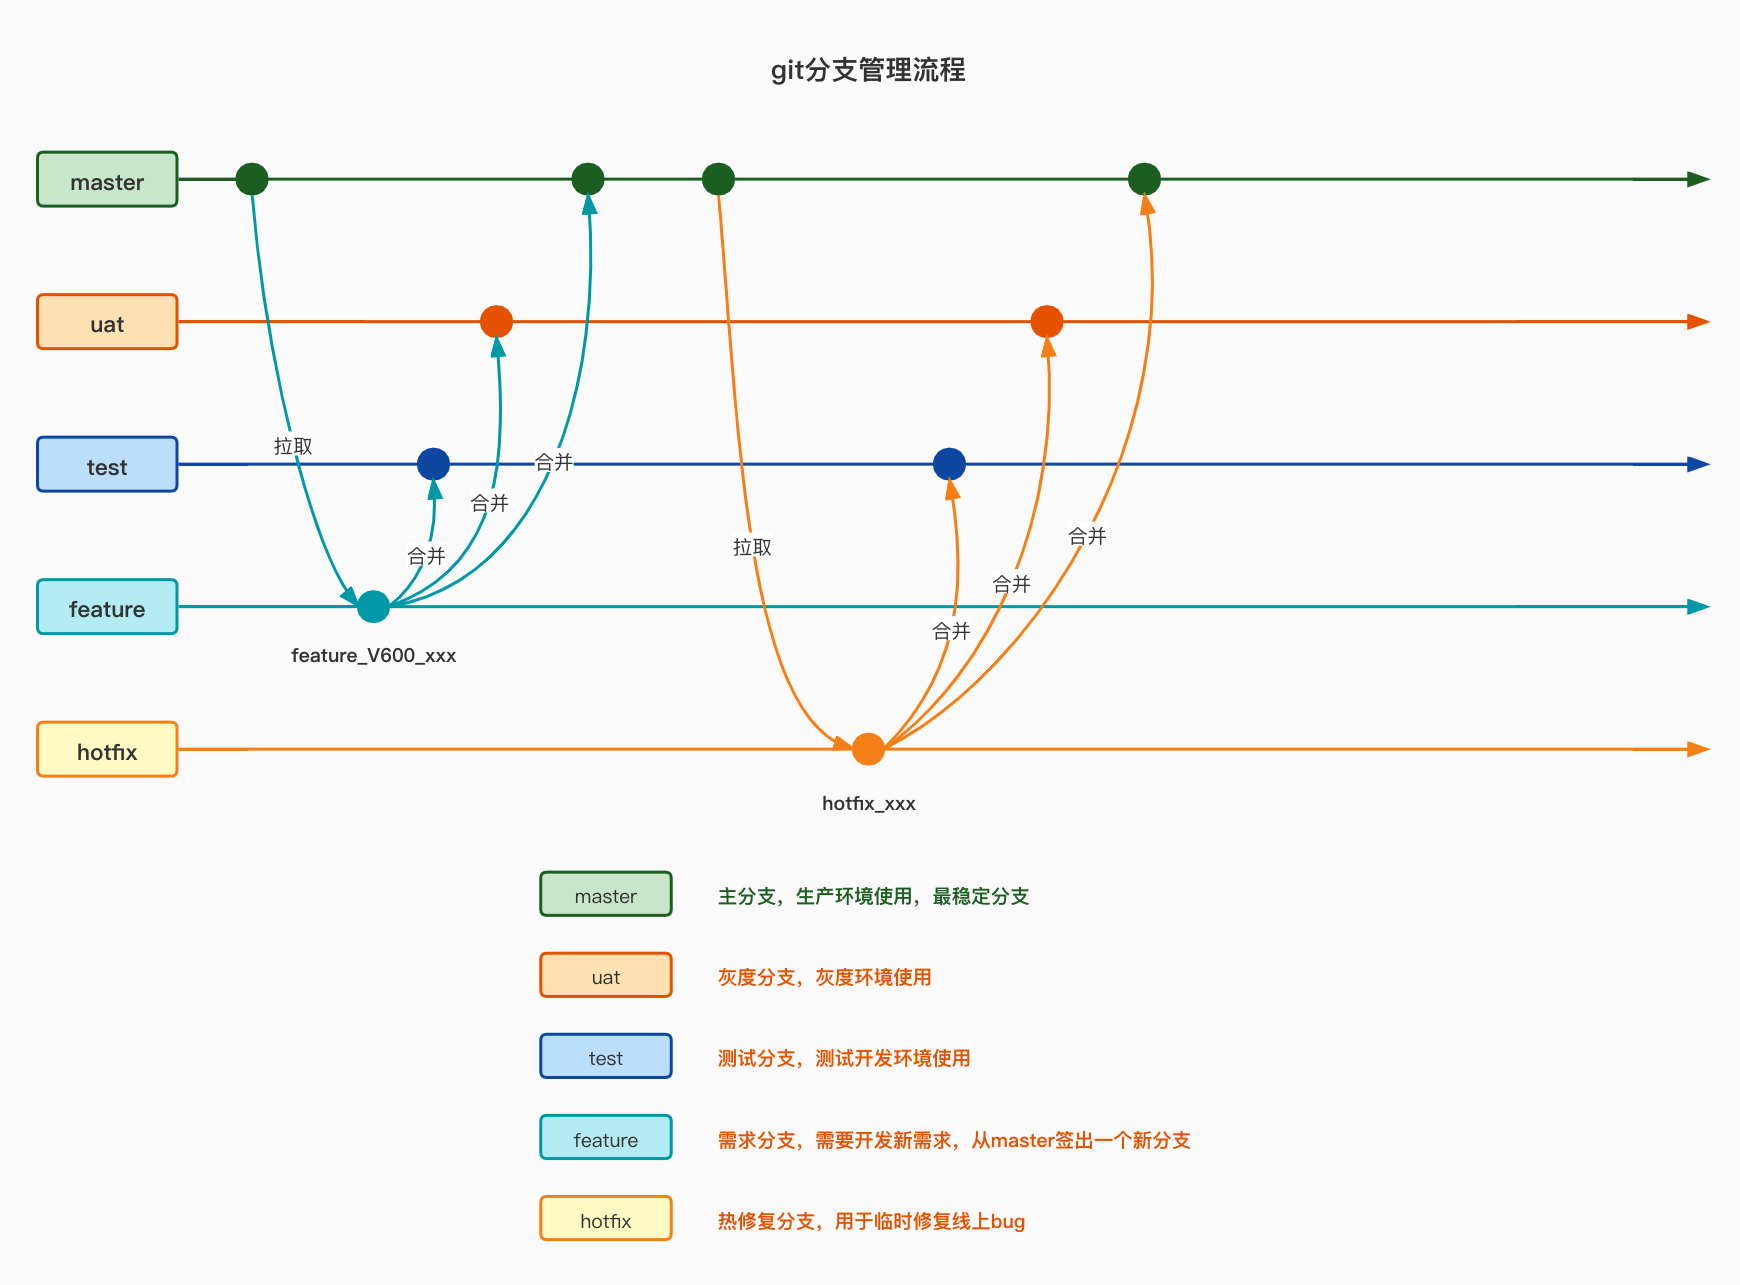 git分支管理流程
master
uat
拉取
test
合并
合并
拉取
合并
合并
合并
合并
feature
feature_V600_xxx
hotfix
hotfix_xxx
master
主分支，生产环境使用，最稳定分支
uat
灰度分支，灰度环境使用
test
测试分支，测试开发环境使用
feature
需求分支，需要开发新需求，从master签出一个新分支
hotfix
热修复分支，用于临时修复线上bug